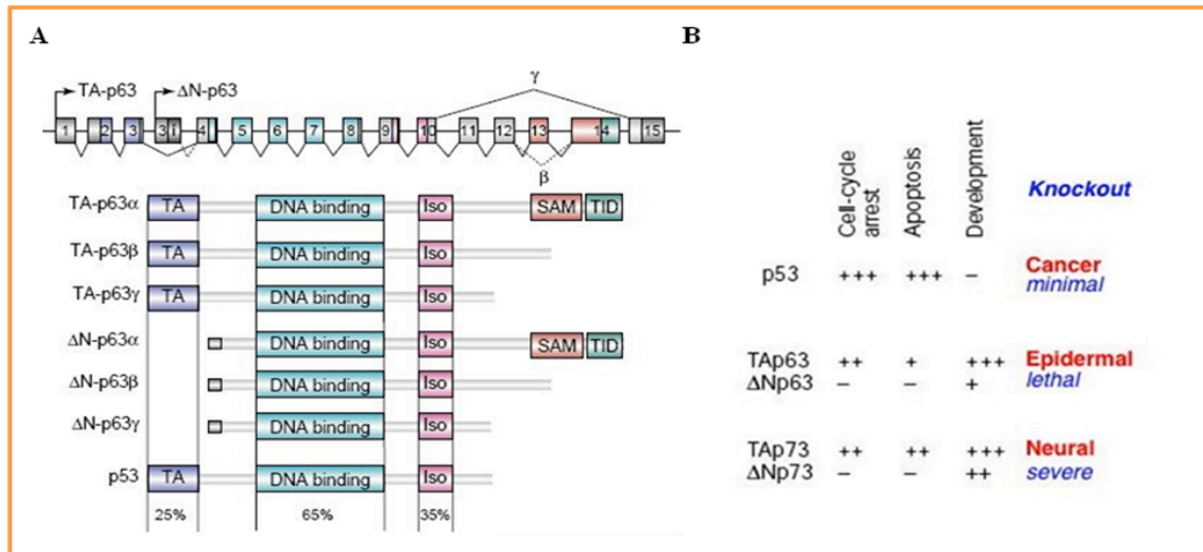 A
TA-p63
ΔN-p63
γ
1 2 3 3 i 4 5 6 7 8 9 10 11 12 13 14 15
β
TA-p63α TA DNA binding Iso SAM TID
TA-p63β TA DNA binding Iso
TA-p63γ TA DNA binding Iso
ΔN-p63α DNA binding Iso SAM TID
ΔN-p63β DNA binding Iso
ΔN-p63γ DNA binding Iso
p53 TA DNA binding Iso
25% 65% 35%
B
Cell-cycle
arrest
Apoptosis
Development
Knockout
p53 +++ +++ – Cancer
minimal
TAp63 ++ + +++ Epidermal
ΔNp63 – – + lethal
TAp73 ++ ++ +++ Neural
ΔNp73 – – ++ severe